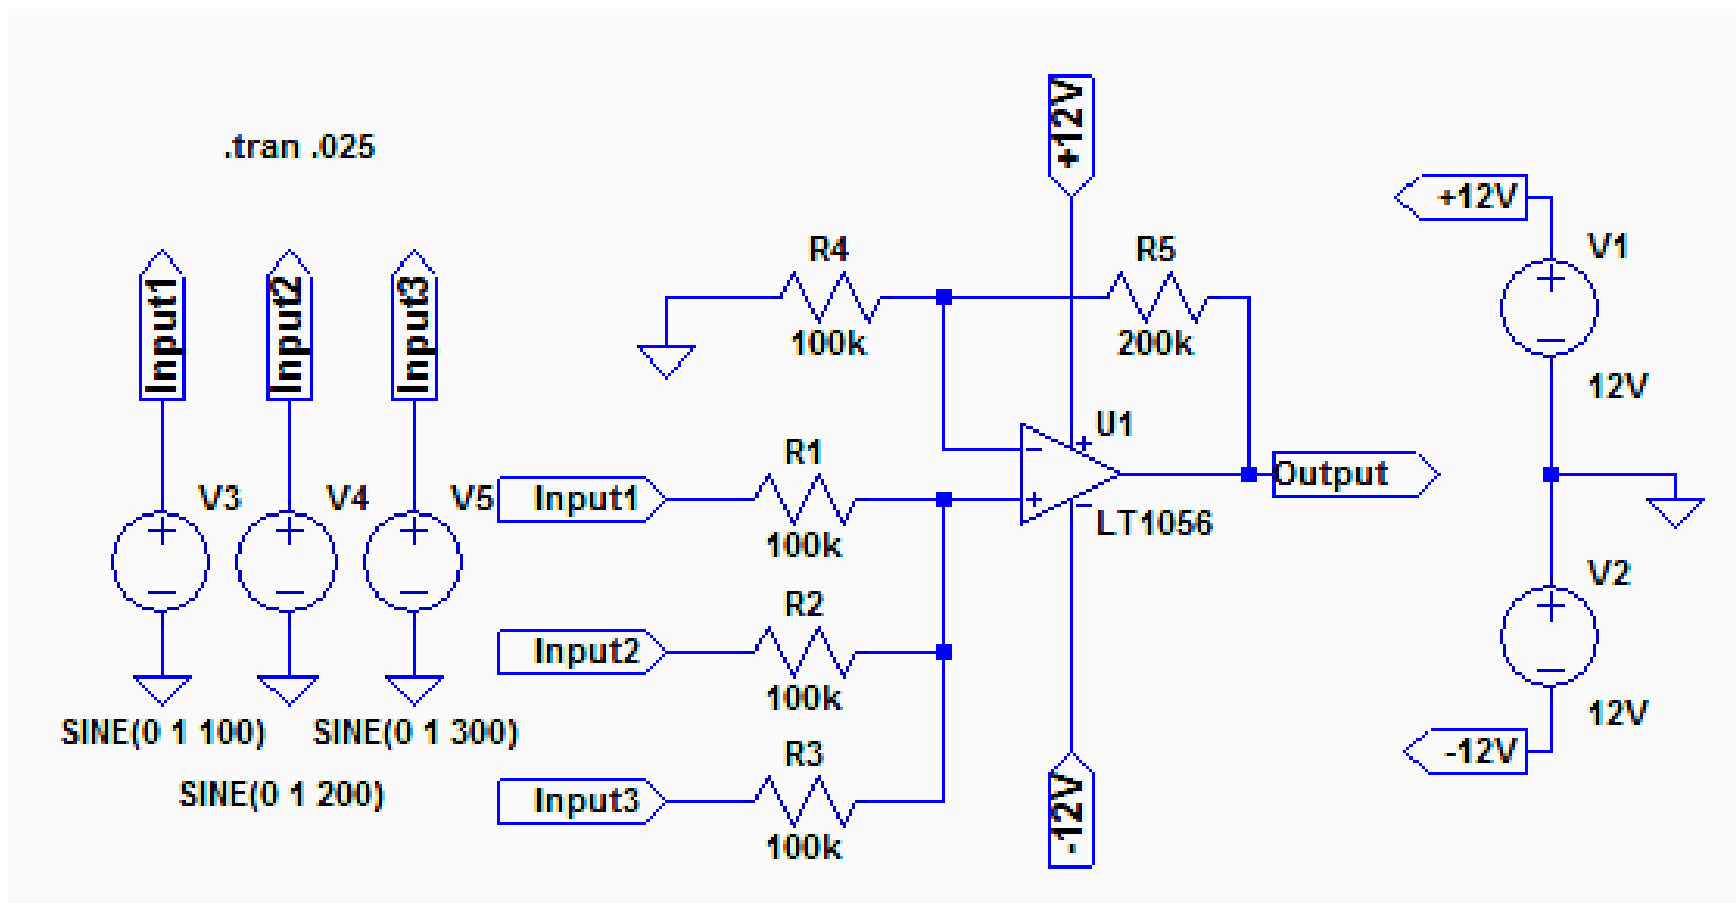 .tran .025
Input1
Input2
Input3
V3
V4
V5
SINE(0 1 100)
SINE(0 1 300)
SINE(0 1 200)
+12V
R4
100k
R5
200k
Input1
R1
100k
Input2
R2
100k
Input3
R3
100k
U1
LT1056
Output
-12V
+12V
V1
12V
V2
12V
-12V